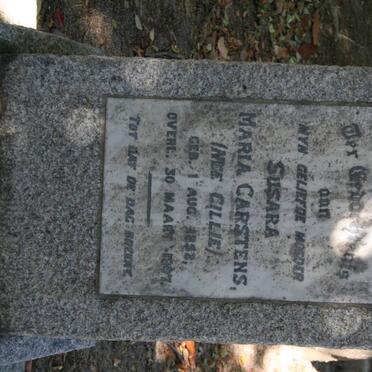 Ter Gedachtenis
aan
MYN GELIEFDE MOEDER
SUSARA
MARIA CARSTENS,
(NEE CILLIE)
GEB. 1 AUG. 1842,
OVERL. 30 MAART
TOT DAT DE DAG